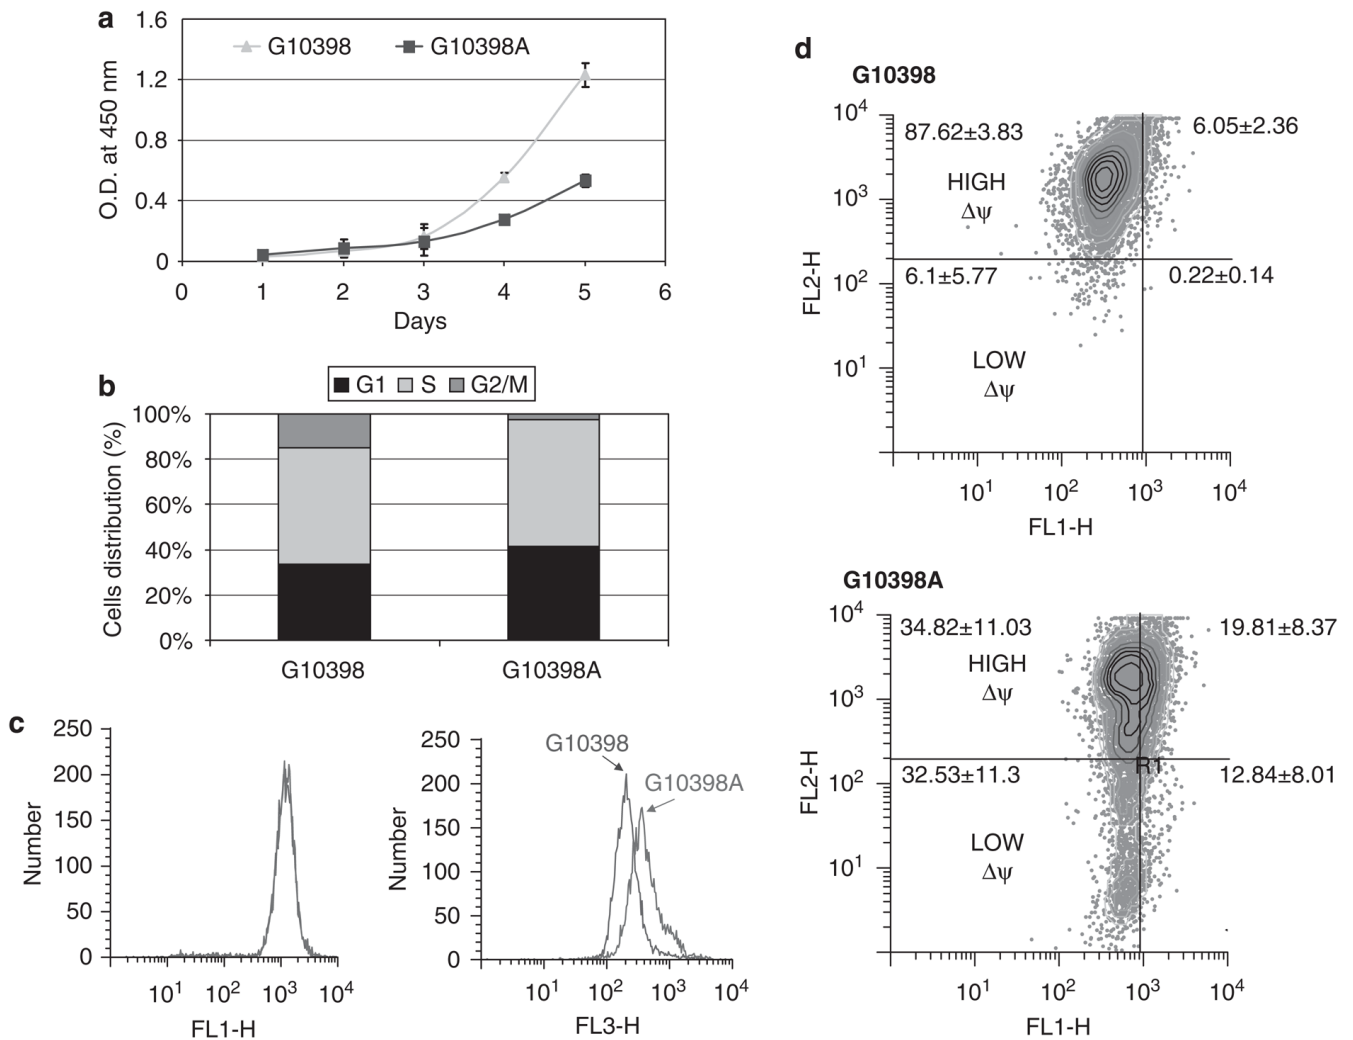 a
1.6
1.2
0.8
0.4
0
O.D. at 450 nm
G10398
G10398A
0 1 2 3 4 5 6
Days
b
G1 S G2/M
100%
80%
60%
40%
20%
0%
Cells distribution (%)
G10398 G10398A
c
250
200
150
100
50
0
Number
10¹ 10² 10³ 10⁴
FL1-H
250
200
150
100
50
0
Number
G10398
G10398A
10¹ 10² 10³ 10⁴
FL3-H
d
G10398
10⁴
10³
10²
10¹
FL2-H
87.62±3.83
6.05±2.36
HIGH
Δψ
6.1±5.77
0.22±0.14
LOW
Δψ
10¹ 10² 10³ 10⁴
FL1-H
G10398A
10⁴
10³
10²
10¹
FL2-H
34.82±11.03
19.81±8.37
HIGH
Δψ
R1
32.53±11.3
12.84±8.01
LOW
Δψ
10¹ 10² 10³ 10⁴
FL1-H